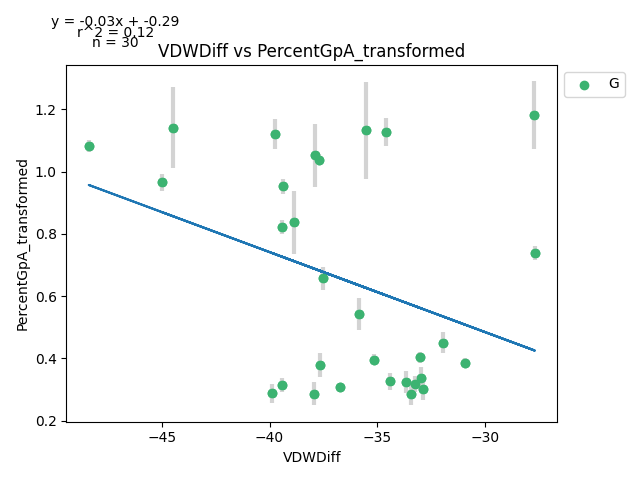 y = -0.03x + -0.29
r^2 = 0.12
n = 30
VDWDiff vs PercentGpA_transformed
G
1.2
1.0
0.8
0.6
0.4
0.2
PercentGpA_transformed
−45
−40
−35
−30
VDWDiff